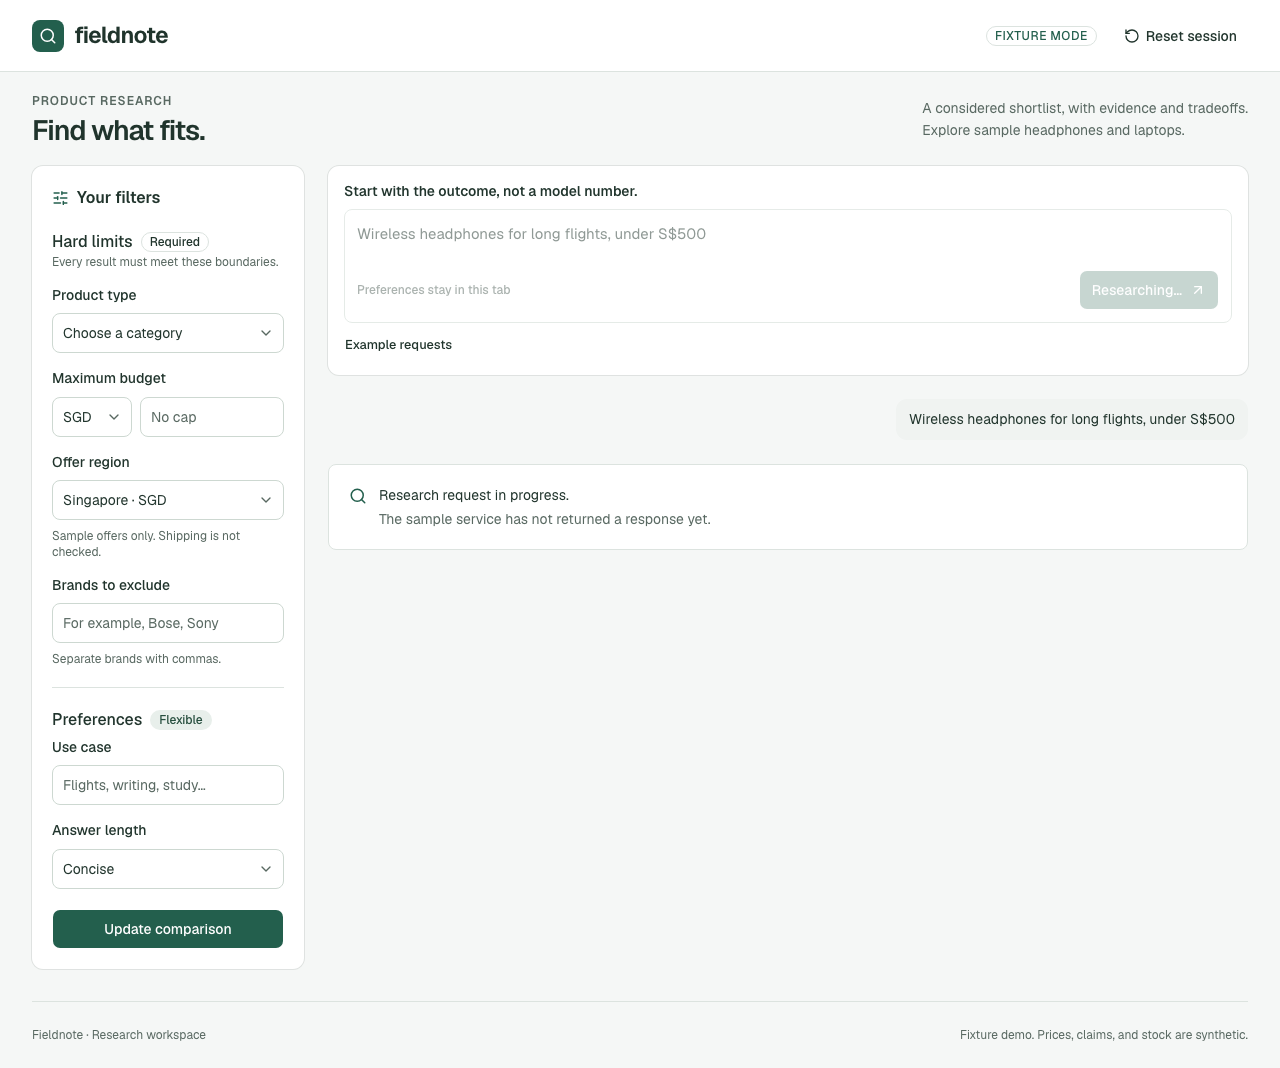 fieldnote
FIXTURE MODE
Reset session
PRODUCT RESEARCH
Find what fits.
A considered shortlist, with evidence and tradeoffs.
Explore sample headphones and laptops.
Your filters
Hard limits
Required
Every result must meet these boundaries.
Product type
Choose a category
Maximum budget
SGD
No cap
Offer region
Singapore · SGD
Sample offers only. Shipping is not
checked.
Brands to exclude
For example, Bose, Sony
Separate brands with commas.
Preferences
Flexible
Use case
Flights, writing, study…
Answer length
Concise
Update comparison
Start with the outcome, not a model number.
Wireless headphones for long flights, under S$500
Preferences stay in this tab
Researching…
Example requests
Wireless headphones for long flights, under S$500
Research request in progress.
The sample service has not returned a response yet.
Fieldnote · Research workspace
Fixture demo. Prices, claims, and stock are synthetic.